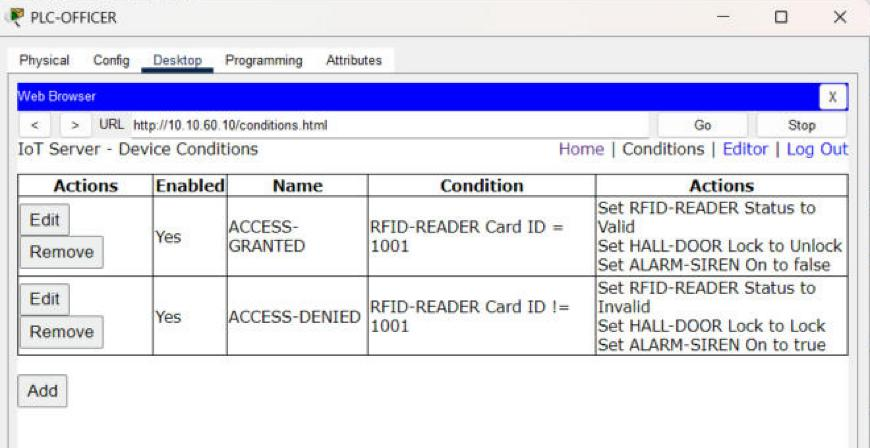 PLC-OFFICER
Physical Config Desktop Programming Attributes
Web Browser X
< > URL http://10.10.60.10/conditions.html Go Stop
IoT Server - Device Conditions Home | Conditions | Editor | Log Out
Actions Enabled Name Condition Actions
Edit
Remove
Yes
ACCESS-
GRANTED
RFID-READER Card ID =
1001
Set RFID-READER Status to
Valid
Set HALL-DOOR Lock to Unlock
Set ALARM-SIREN On to false
Edit
Remove
Yes
ACCESS-DENIED
RFID-READER Card ID !=
1001
Set RFID-READER Status to
Invalid
Set HALL-DOOR Lock to Lock
Set ALARM-SIREN On to true
Add